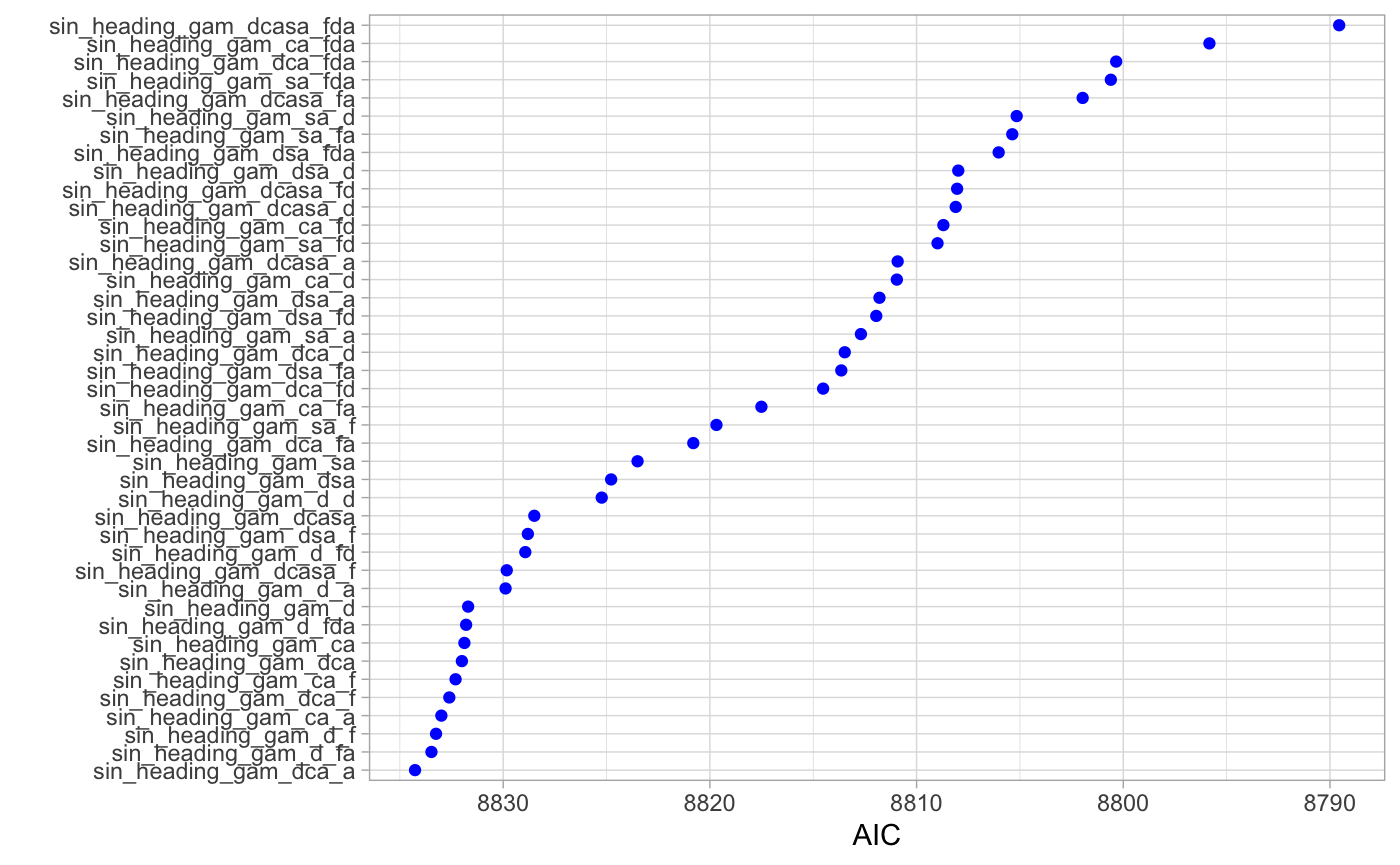 sin_heading_gam_dcasa_fda
sin_heading_gam_ca_fda
sin_heading_gam_dca_fda
sin_heading_gam_sa_fda
sin_heading_gam_dcasa_fa
sin_heading_gam_sa_d
sin_heading_gam_sa_fa
sin_heading_gam_dsa_fda
sin_heading_gam_dsa_d
sin_heading_gam_dcasa_fd
sin_heading_gam_dcasa_d
sin_heading_gam_ca_fd
sin_heading_gam_sa_fd
sin_heading_gam_dcasa_a
sin_heading_gam_ca_d
sin_heading_gam_dsa_a
sin_heading_gam_dsa_fd
sin_heading_gam_sa_a
sin_heading_gam_dca_d
sin_heading_gam_dsa_fa
sin_heading_gam_dca_fd
sin_heading_gam_ca_fa
sin_heading_gam_sa_f
sin_heading_gam_dca_fa
sin_heading_gam_sa
sin_heading_gam_dsa
sin_heading_gam_d_d
sin_heading_gam_dcasa
sin_heading_gam_dsa_f
sin_heading_gam_d_fd
sin_heading_gam_dcasa_f
sin_heading_gam_d_a
sin_heading_gam_d
sin_heading_gam_d_fda
sin_heading_gam_ca
sin_heading_gam_dca
sin_heading_gam_ca_f
sin_heading_gam_dca_f
sin_heading_gam_ca_a
sin_heading_gam_d_f
sin_heading_gam_d_fa
sin_heading_gam_dca_a
8830 8820 8810 8800 8790
AIC